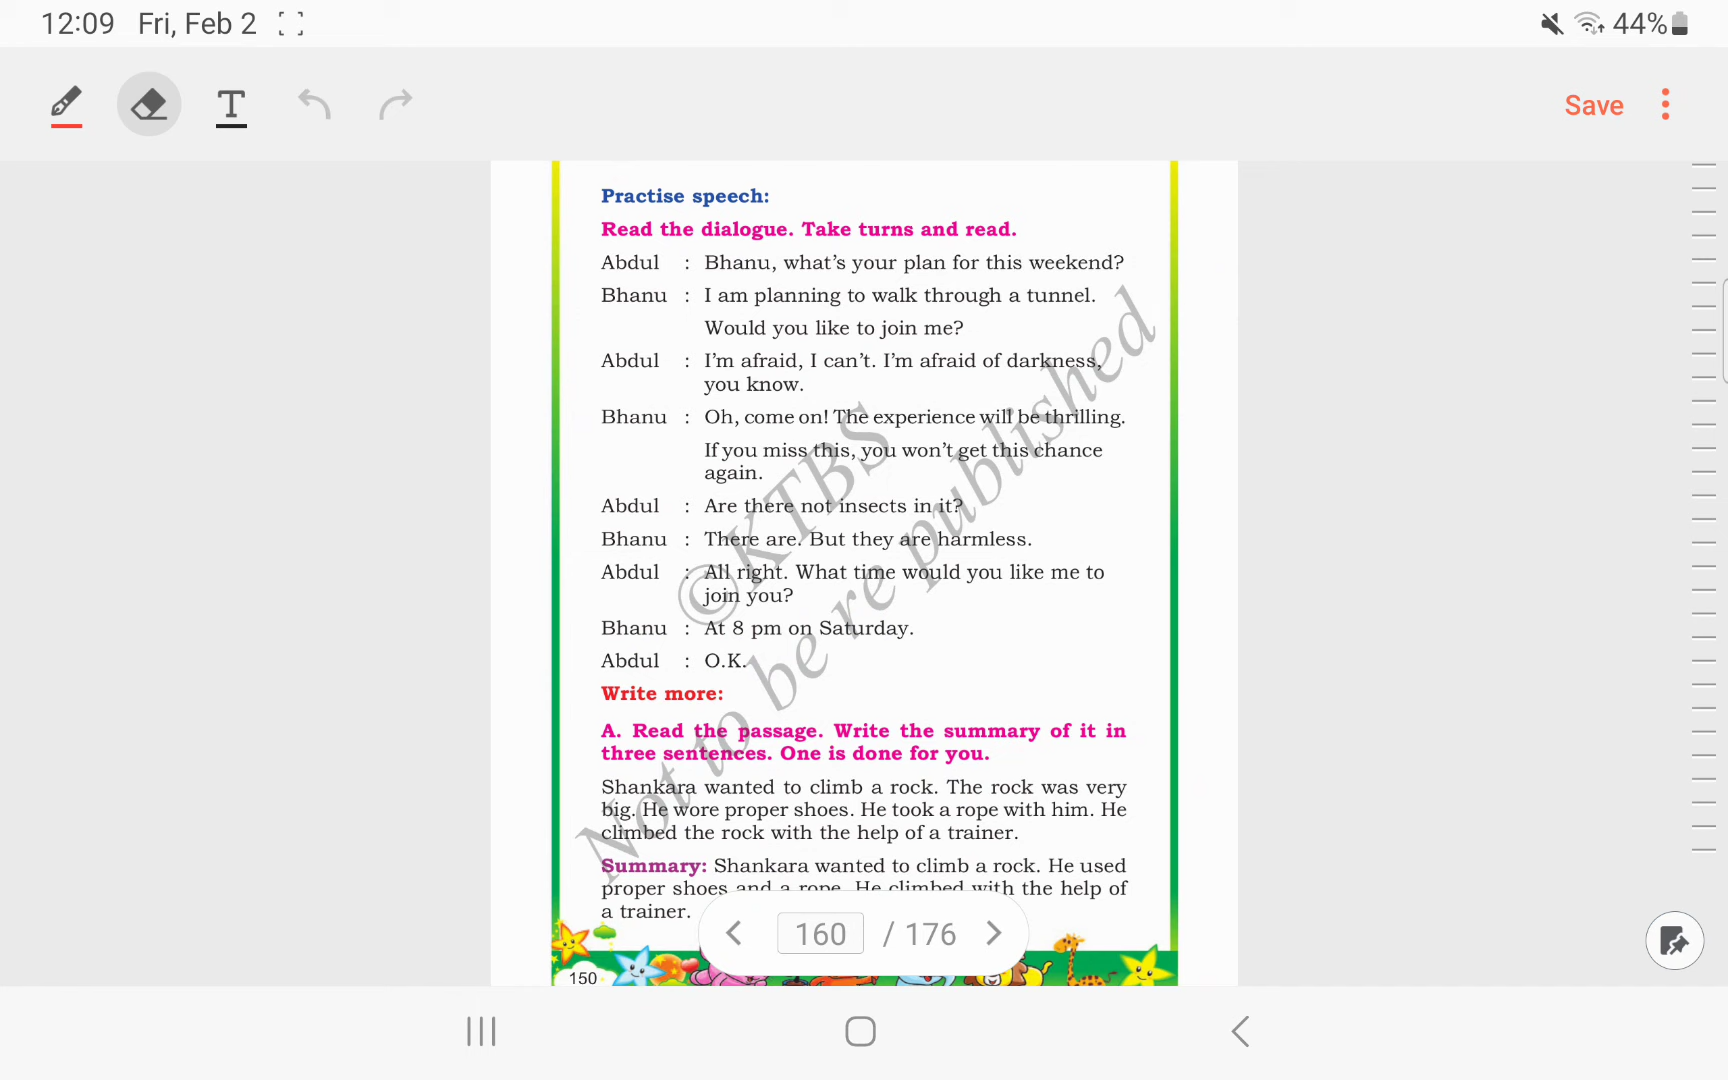 12:09 Fri, Feb 2 44%
T Save
Practise speech:
Read the dialogue. Take turns and read.
Abdul : Bhanu, what's your plan for this weekend?
Bhanu : I am planning to walk through a tunnel.
Would you like to join me?
Abdul : I'm afraid, I can't. I'm afraid of darkness,
you know.
Bhanu : Oh, come on! The experience will be thrilling.
If you miss this, you won't get this chance
again.
Abdul : Are there not insects in it?
Bhanu : There are. But they are harmless.
Abdul : All right. What time would you like me to
join you?
Bhanu : At 8 pm on Saturday.
Abdul : O.K.
Write more:
A. Read the passage. Write the summary of it in
three sentences. One is done for you.
Shankara wanted to climb a rock. The rock was very
big. He wore proper shoes. He took a rope with him. He
climbed the rock with the help of a trainer.
Summary: Shankara wanted to climb a rock. He used
proper shoes and a rope. He climbed with the help of
a trainer.
©KTBS
Not to be re published
160 / 176
150